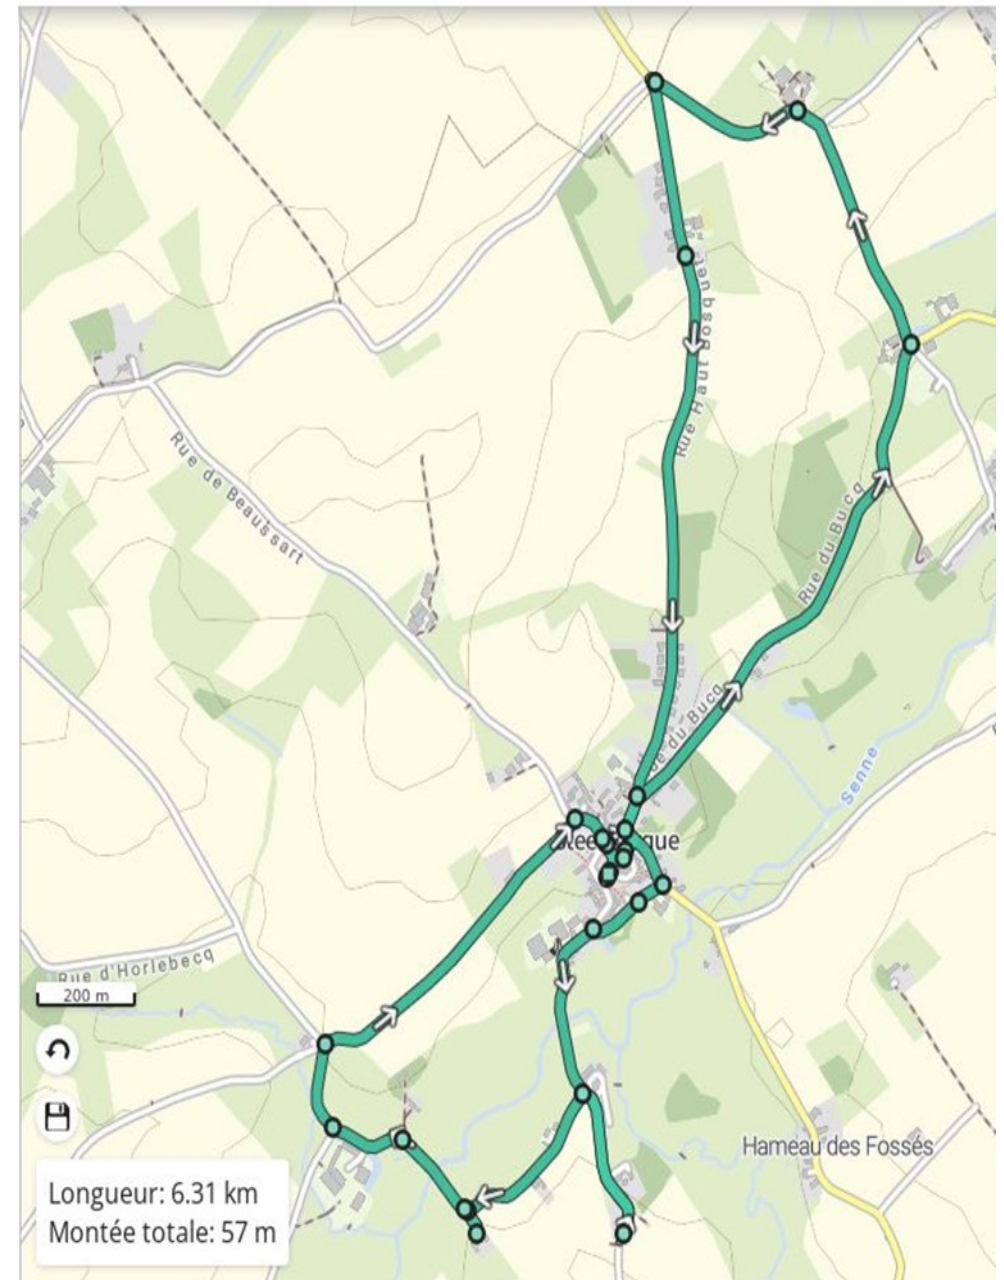 Rue Haut Bosquet
Rue de Beaussart
Rue du Bucq
Rue du Bucq
Senne
Rue d'Horlebecq
200 m
Hameau des Fossés
Longueur: 6.31 km
Montée totale: 57 m